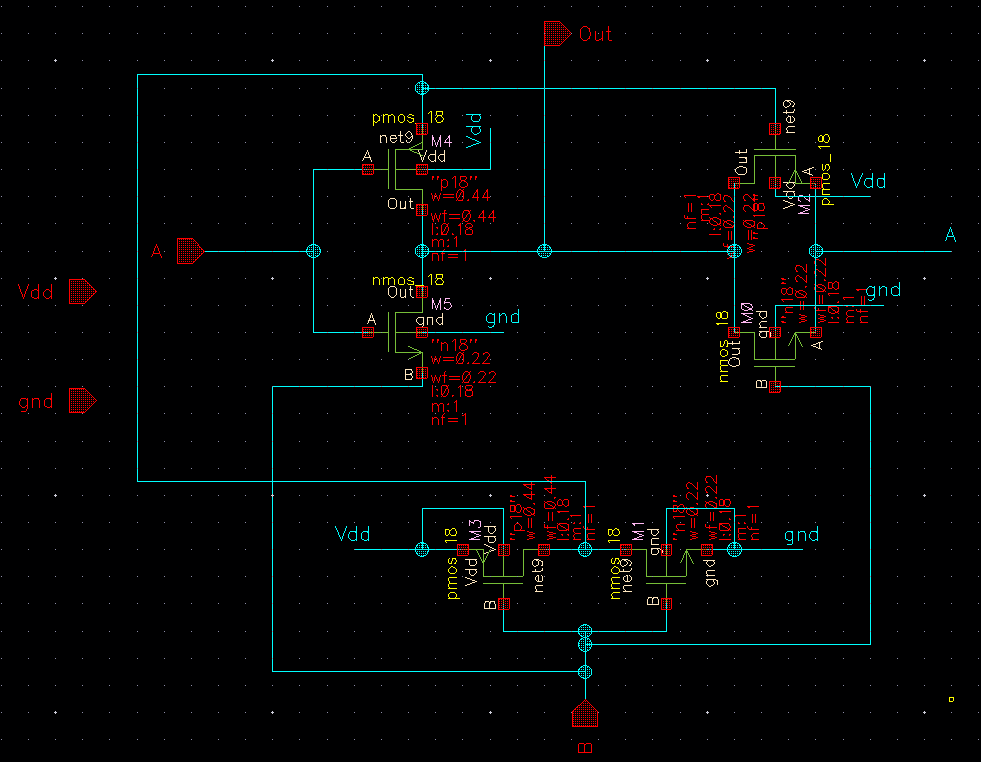 Out
pmos_18
net9
M4
A
Vdd
Vdd
"p18"
w=0.44
Out
wf=0.44
l:0.18
m:1
nf=1
net9
pmos_18
Out
A
Vdd
Vdd
M2
"p18"
w=0.22
wf=0.22
l:0.18
m:1
nf=1
A
A
Vdd
nmos_18
Out
M5
A
gnd
gnd
"n18"
w=0.22
B
wf=0.22
l:0.18
m:1
nf=1
gnd
nmos_18
Out
M0
gnd
gnd
"n18"
w=0.22
wf=0.22
l:0.18
m:1
nf=1
A
B
Vdd
pmos_18
M3
Vdd
Vdd
"p18"
w=0.44
wf=0.44
l:0.18
m:1
nf=1
net9
B
nmos_18
net9
M1
gnd
"n18"
w=0.22
wf=0.22
l:0.18
m:1
nf=1
gnd
gnd
B
B